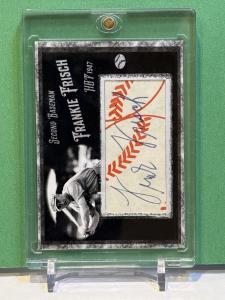 SECOND BASEMAN
FRANKIE FRISCH
HOF 1947